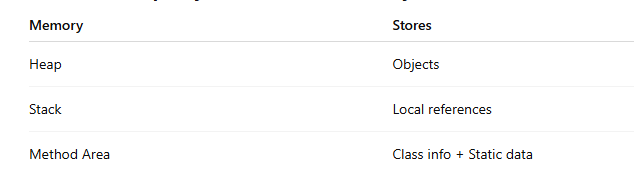 Memory Stores
Heap Objects
Stack Local references
Method Area Class info + Static data